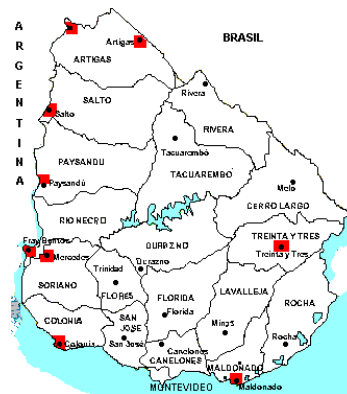 ARGENTINA
BRASIL
Artigas
ARTIGAS
Rivera
SALTO
Salto
RIVERA
Tacuarembó
PAYSANDU
TACUAREMBÓ
Paysandú
Melo
CERRO LARGO
RIO NEGRO
TREINTA Y TRES
Fray Bentos
DURAZNO
Treinta y Tres
Mercedes
Durazno
Trinidad
SORIANO
FLORES
FLORIDA
LAVALLEJA
ROCHA
Florida
COLONIA
SAN
JOSE
Minas
Colonia
San José
Canelones
Rocha
CANELONES
MALDONADO
MONTEVIDEO
Maldonado